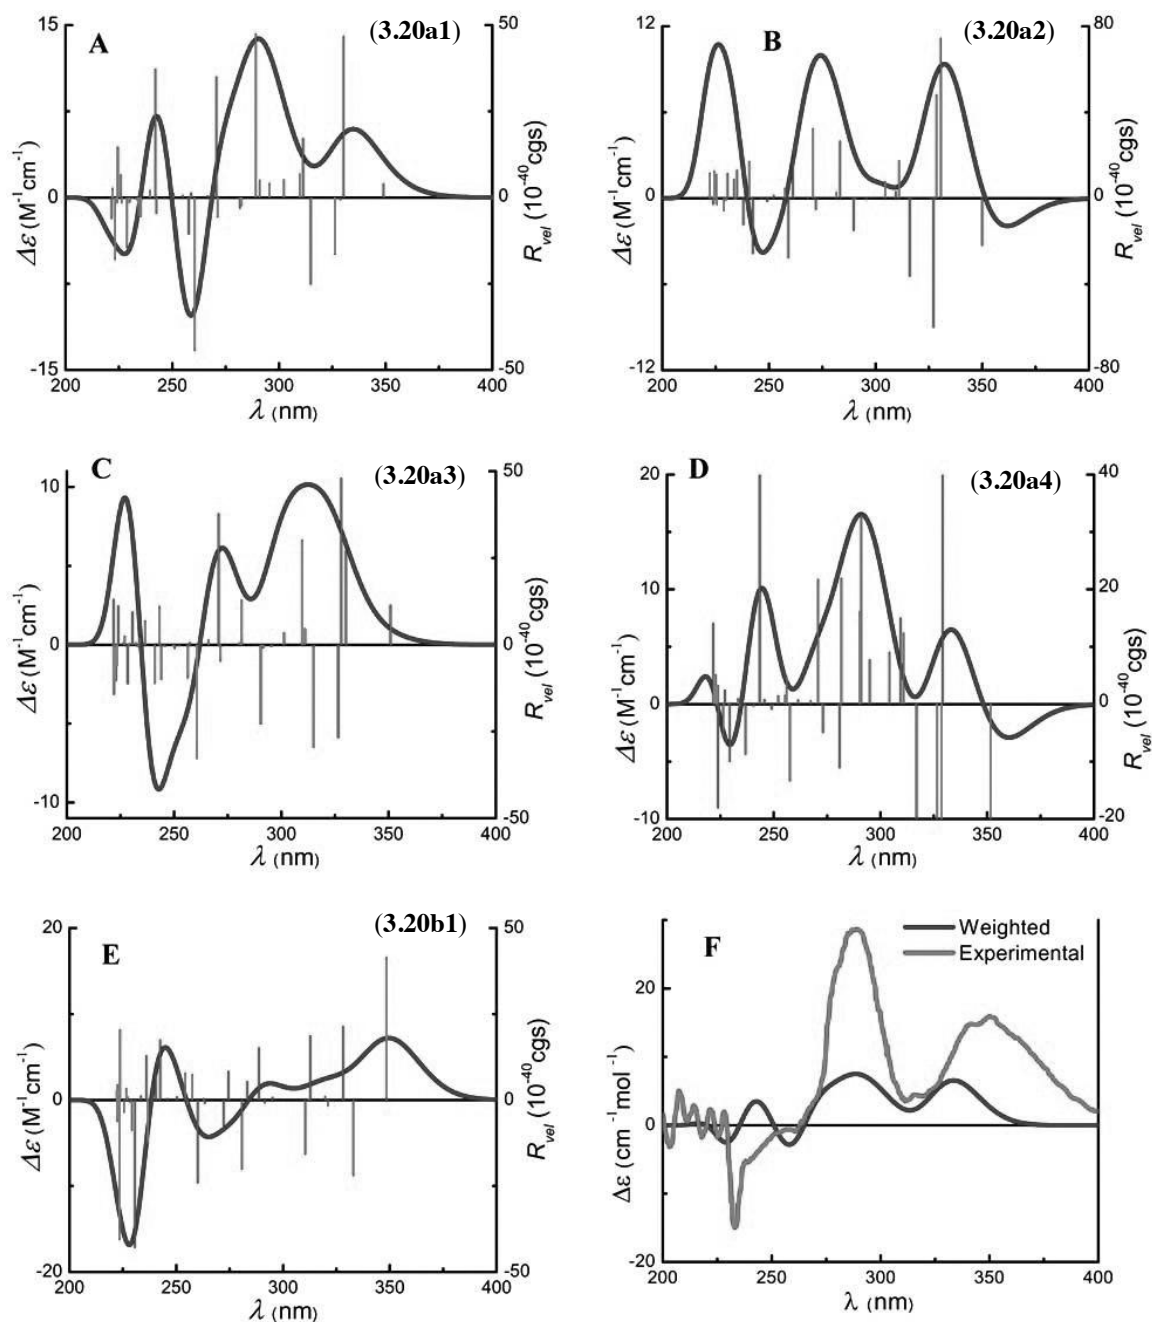 A (3.20a1)
15 50
Δε (M⁻¹cm⁻¹) 0 0 R_vel (10⁻⁴⁰cgs)
-15 -50
200 250 300 350 400
λ (nm)
B (3.20a2)
12 80
6 40
Δε (M⁻¹cm⁻¹) 0 0 R_vel (10⁻⁴⁰cgs)
-6 -40
-12 -80
200 250 300 350 400
λ (nm)
C (3.20a3)
10 50
Δε (M⁻¹cm⁻¹) 0 0 R_vel (10⁻⁴⁰cgs)
-10 -50
200 250 300 350 400
λ (nm)
D (3.20a4)
20 40
10 20
Δε (M⁻¹cm⁻¹) 0 0 R_vel (10⁻⁴⁰cgs)
-10 -20
200 250 300 350 400
λ (nm)
E (3.20b1)
20 50
Δε (M⁻¹cm⁻¹) 0 0 R_vel (10⁻⁴⁰cgs)
-20 -50
200 250 300 350 400
λ (nm)
F
Weighted
Experimental
20
Δε (cm⁻¹mol⁻¹) 0
-20
200 250 300 350 400
λ (nm)